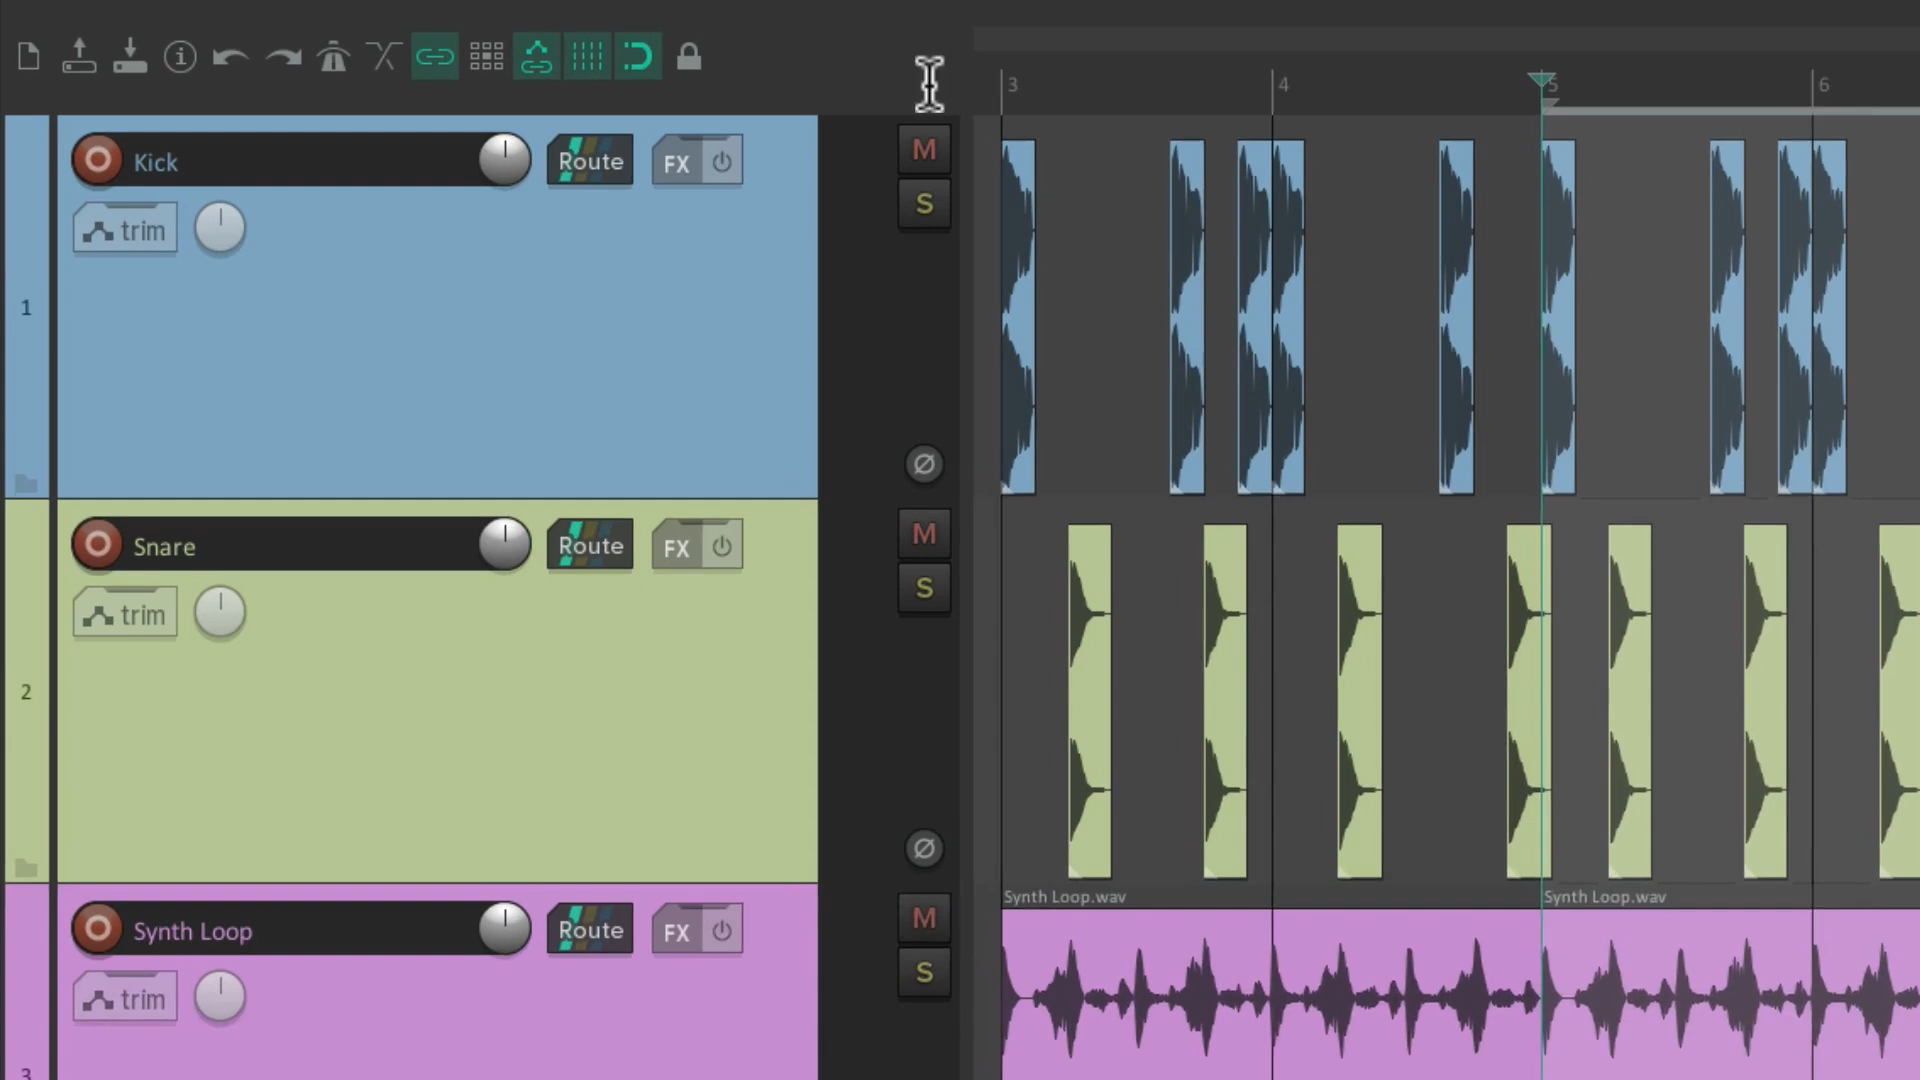 3 4 5 6
1
Kick Route FX M
trim S
2
Snare Route FX M
trim S
Synth Loop.wav Synth Loop.wav
3
Synth Loop Route FX M
trim S